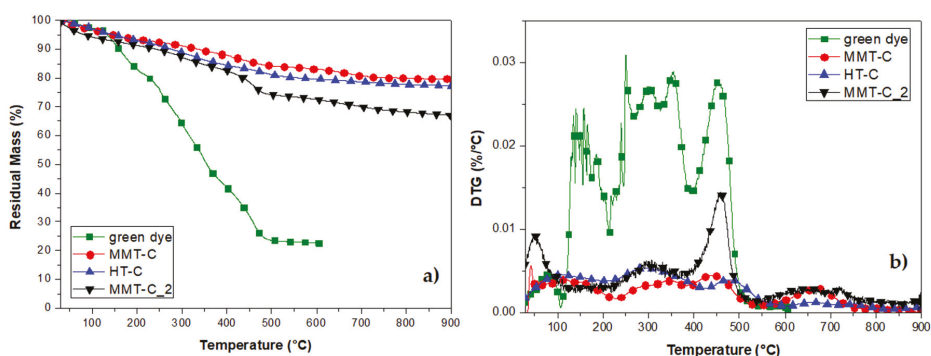 100
90
80
70
60
50
40
30
20
10
0
Residual Mass (%)
green dye
MMT-C
HT-C
MMT-C_2
a)
100 200 300 400 500 600 700 800 900
Temperature (°C)
0.03
0.02
0.01
0.00
DTG (%/°C)
green dye
MMT-C
HT-C
MMT-C_2
b)
100 200 300 400 500 600 700 800 900
Temperature (°C)